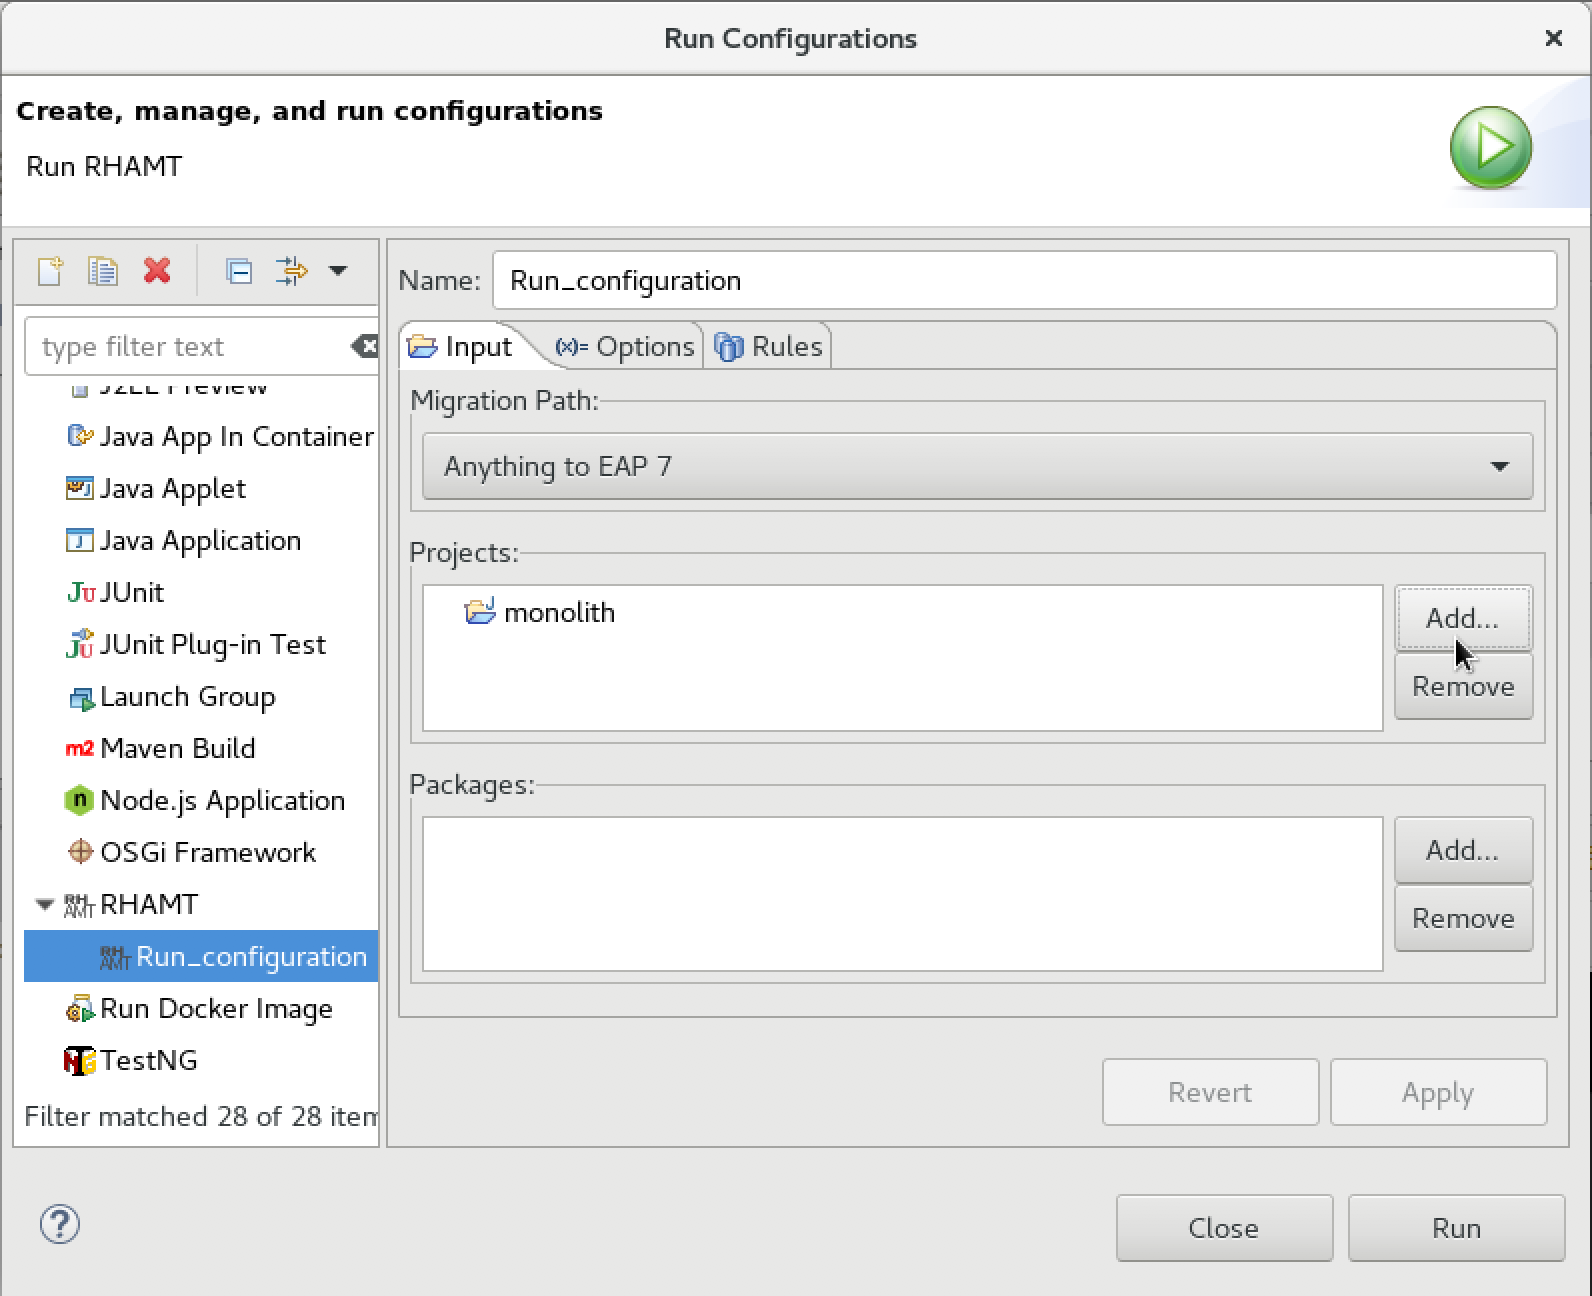 Run Configurations
Create, manage, and run configurations
Run RHAMT
type filter text
J2EE Preview
Java App In Container
Java Applet
Java Application
JUnit
JUnit Plug-in Test
Launch Group
Maven Build
Node.js Application
OSGi Framework
RHAMT
Run_configuration
Run Docker Image
TestNG
Filter matched 28 of 28 item
Name: Run_configuration
Input (x)= Options Rules
Migration Path:
Anything to EAP 7
Projects:
monolith
Add...
Remove
Packages:
Add...
Remove
Revert Apply
Close Run